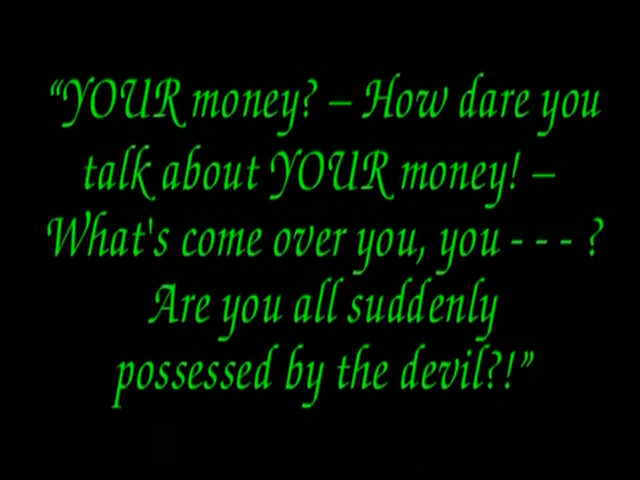 “YOUR money? – How dare you
talk about YOUR money! –
What's come over you, you - - - ?
Are you all suddenly
possessed by the devil?!”